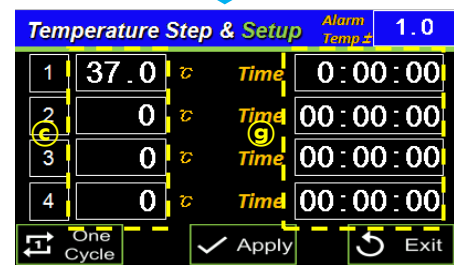 Temperature Step & Setup Alarm Temp± 1.0
1 37.0 ℃ Time 0:00:00
2 0 ℃ Time 00:00:00
ⓒ ⓖ
3 0 ℃ Time 00:00:00
4 0 ℃ Time 00:00:00
1 One Cycle Apply Exit